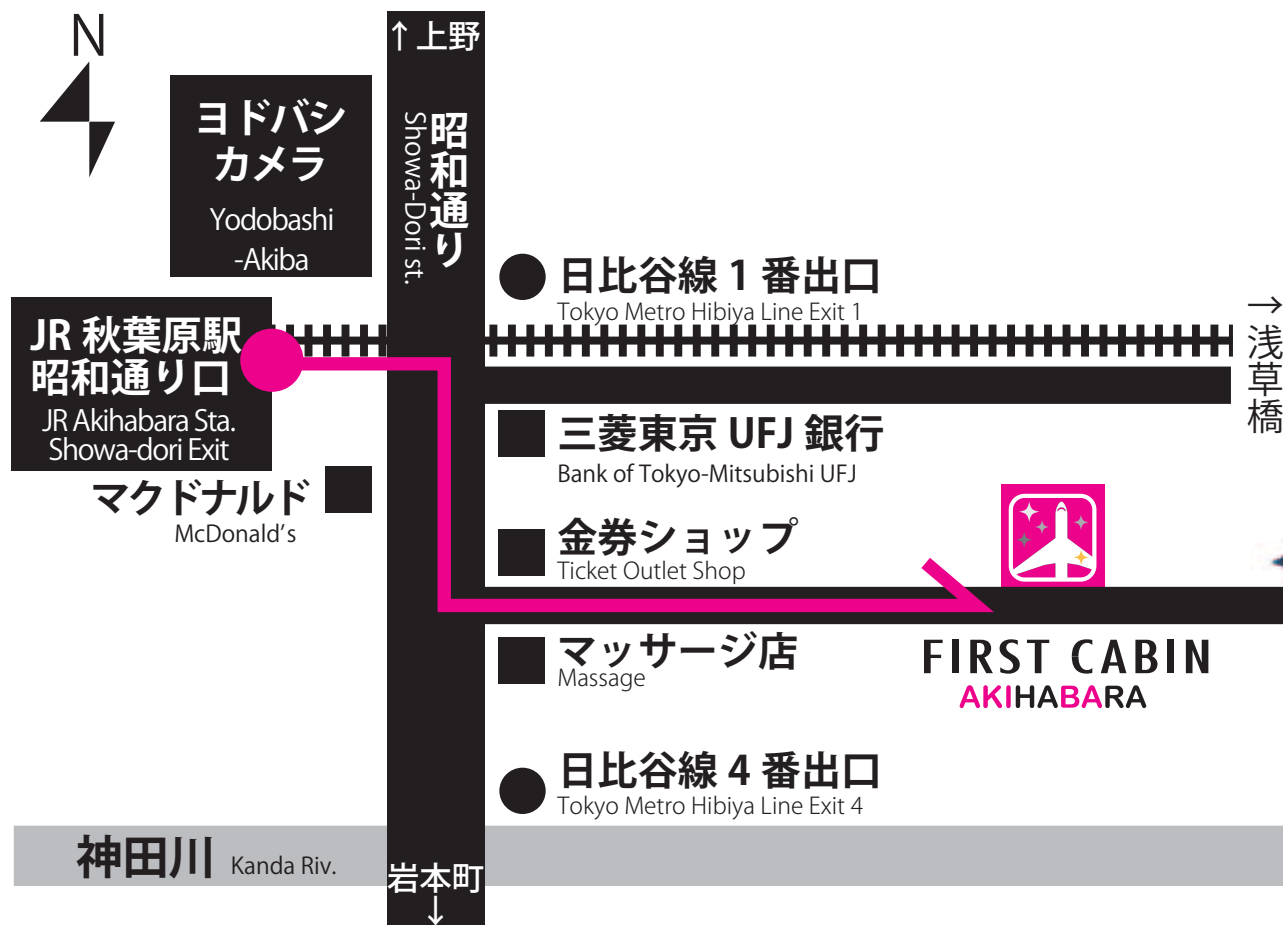 N
↑上野
ヨドバシ
カメラ
Yodobashi
-Akiba
昭和通り
Showa-Dori st.
日比谷線 1 番出口
Tokyo Metro Hibiya Line Exit 1
→浅草橋
JR 秋葉原駅
昭和通り口
JR Akihabara Sta.
Showa-dori Exit
三菱東京 UFJ 銀行
Bank of Tokyo-Mitsubishi UFJ
マクドナルド
McDonald's
金券ショップ
Ticket Outlet Shop
マッサージ店
Massage
FIRST CABIN
AKIHABARA
日比谷線 4 番出口
Tokyo Metro Hibiya Line Exit 4
神田川 Kanda Riv.
岩本町
↓